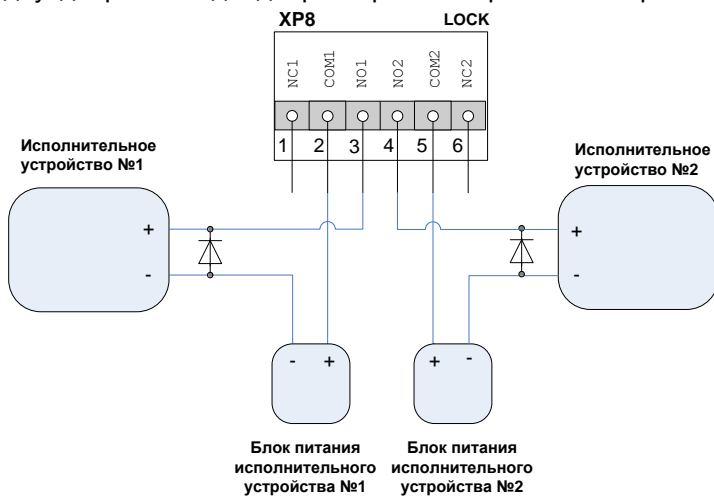 XP8 LOCK
NC1 COM1 NO1 NO2 COM2 NC2
1 2 3 4 5 6
Исполнительное
устройство №1
Исполнительное
устройство №2
+
-
+
-
- +
+ -
Блок питания
исполнительного
устройства №1
Блок питания
исполнительного
устройства №2